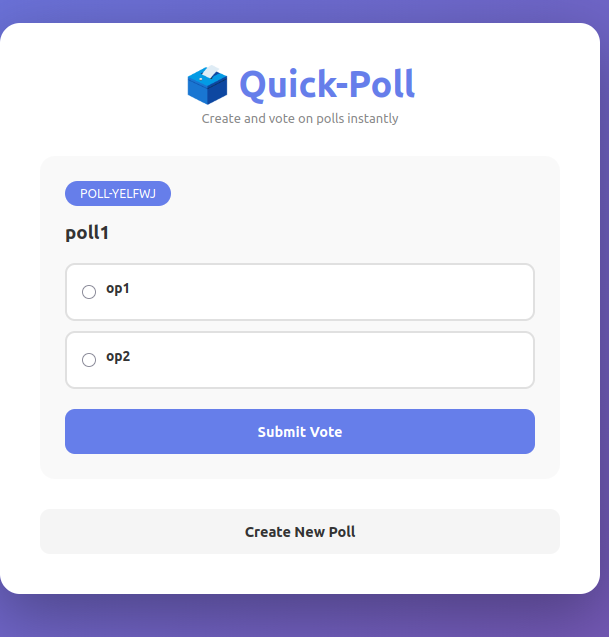 Quick-Poll
Create and vote on polls instantly
POLL-YELFWJ
poll1
op1
op2
Submit Vote
Create New Poll